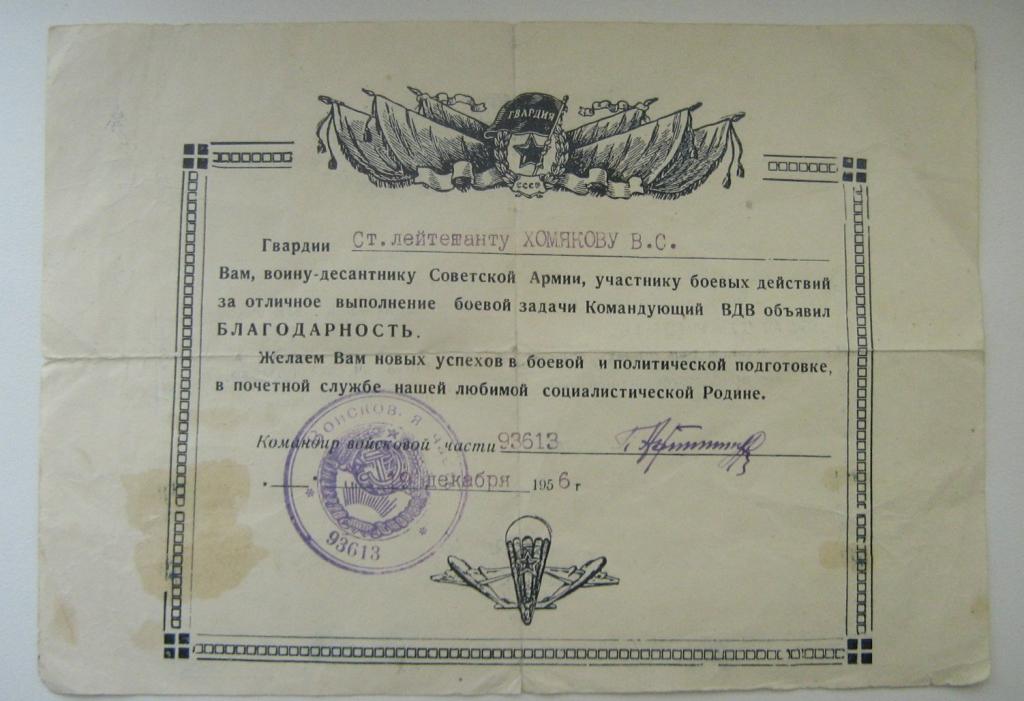 ГВАРДИЯ
СССР
Гвардии Ст.лейтенанту ХОМЯКОВУ В.С.
Вам, воину-десантнику Советской Армии, участнику боевых действий
за отличное выполнение боевой задачи Командующий ВДВ объявил
БЛАГОДАРНОСТЬ.
Желаем Вам новых успехов в боевой и политической подготовке,
в почетной службе нашей любимой социалистической Родине.
Командир войсковой части 93613
декабря 1956 г
93613